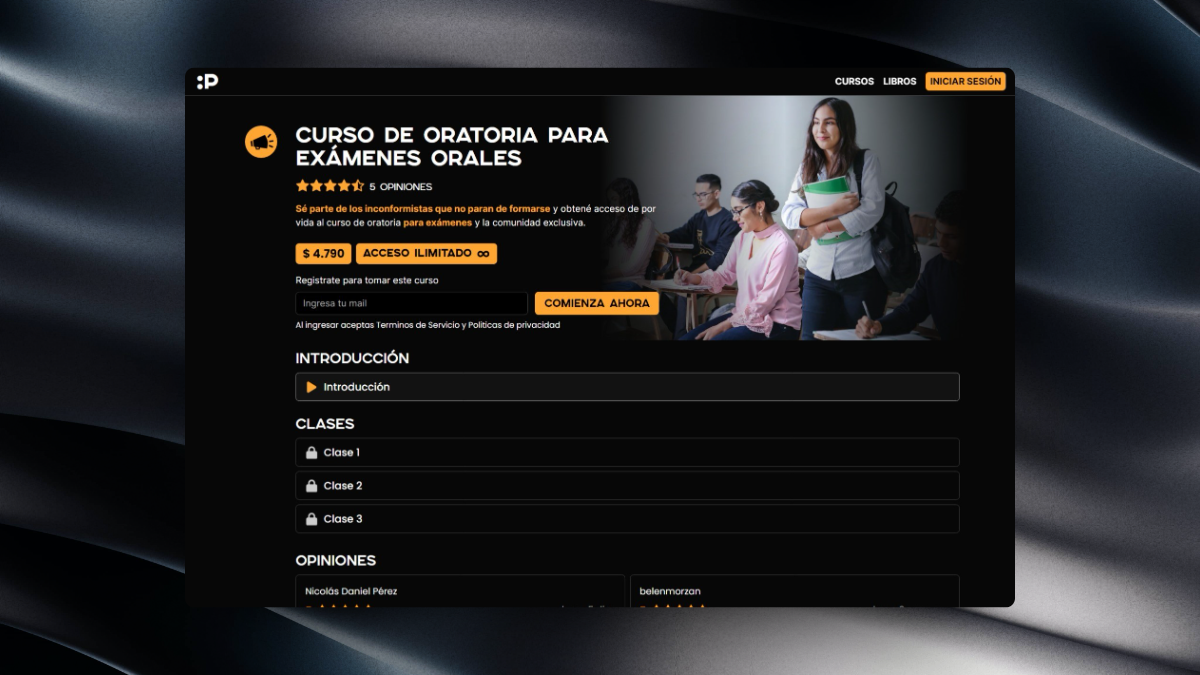 :P
CURSOS LIBROS INICIAR SESIÓN
CURSO DE ORATORIA PARA
EXÁMENES ORALES
5 OPINIONES
Sé parte de los inconformistas que no paran de formarse y obtené acceso de por
vida al curso de oratoria para exámenes y la comunidad exclusiva.
$ 4.790 ACCESO ILIMITADO ∞
Registrate para tomar este curso
Ingresa tu mail COMIENZA AHORA
Al ingresar aceptas Terminos de Servicio y Politicas de privacidad
INTRODUCCIÓN
Introducción
CLASES
Clase 1
Clase 2
Clase 3
OPINIONES
Nicolás Daniel Pérez belenmorzan